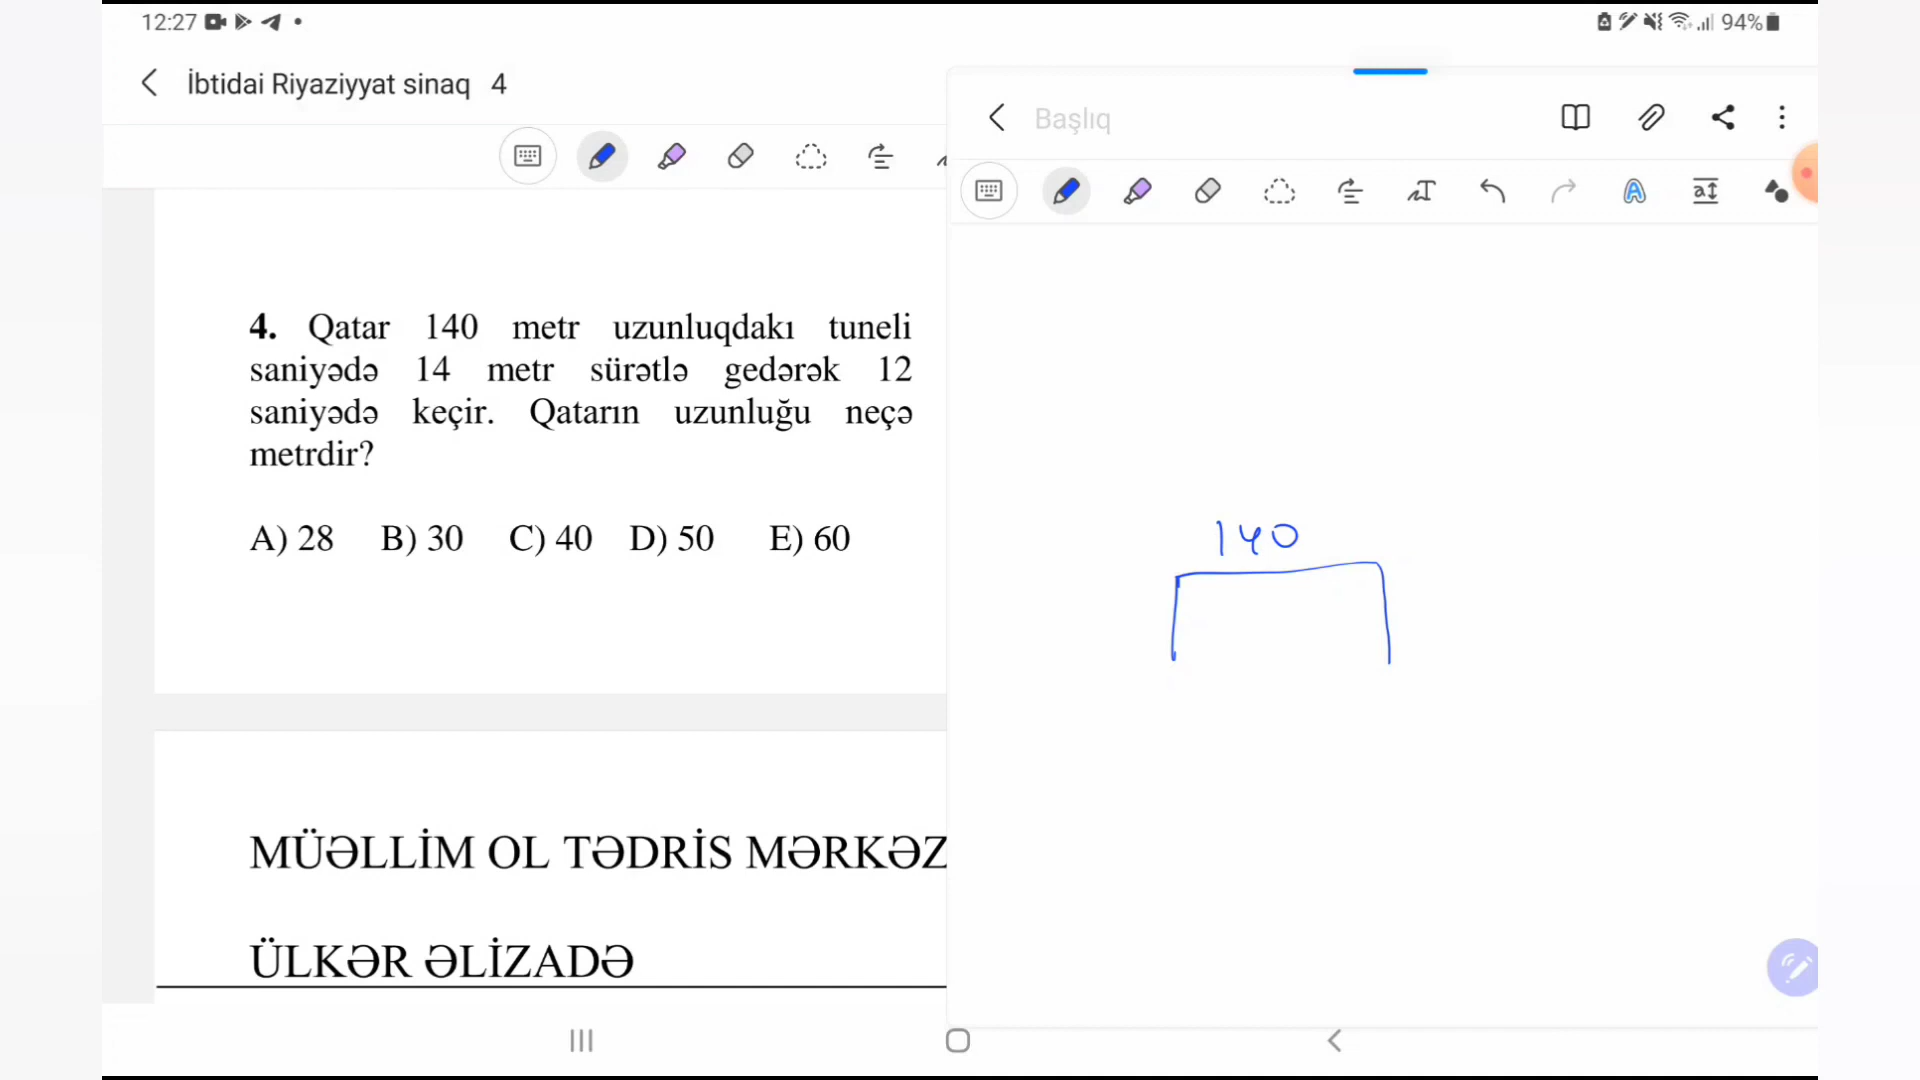 12:27
94%
İbtidai Riyaziyyat sinaq 4
Başlıq
4. Qatar 140 metr uzunluqdakı tuneli
saniyədə 14 metr sürətlə gedərək 12
saniyədə keçir. Qatarın uzunluğu neçə
metrdir?
A) 28 B) 30 C) 40 D) 50 E) 60
140
MÜƏLLİM OL TƏDRİS MƏRKƏZ
ÜLKƏR ƏLİZADƏ